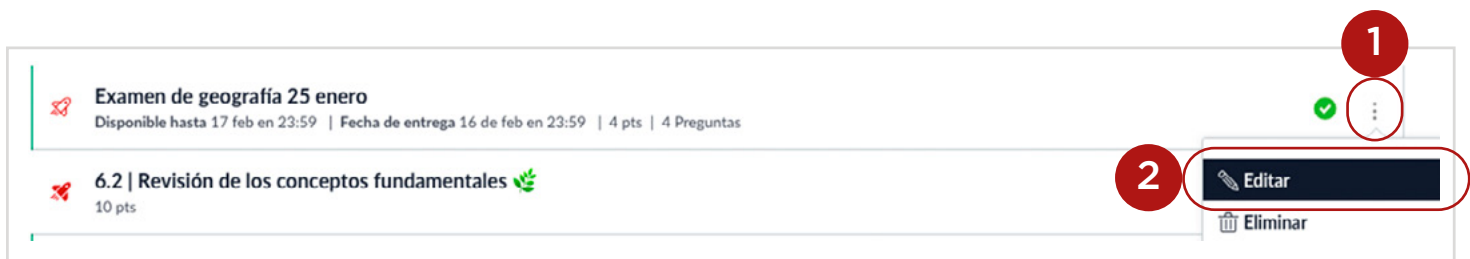 1
Examen de geografía 25 enero
Disponible hasta 17 feb en 23:59 | Fecha de entrega 16 de feb en 23:59 | 4 pts | 4 Preguntas
6.2 | Revisión de los conceptos fundamentales
10 pts
2
Editar
Eliminar